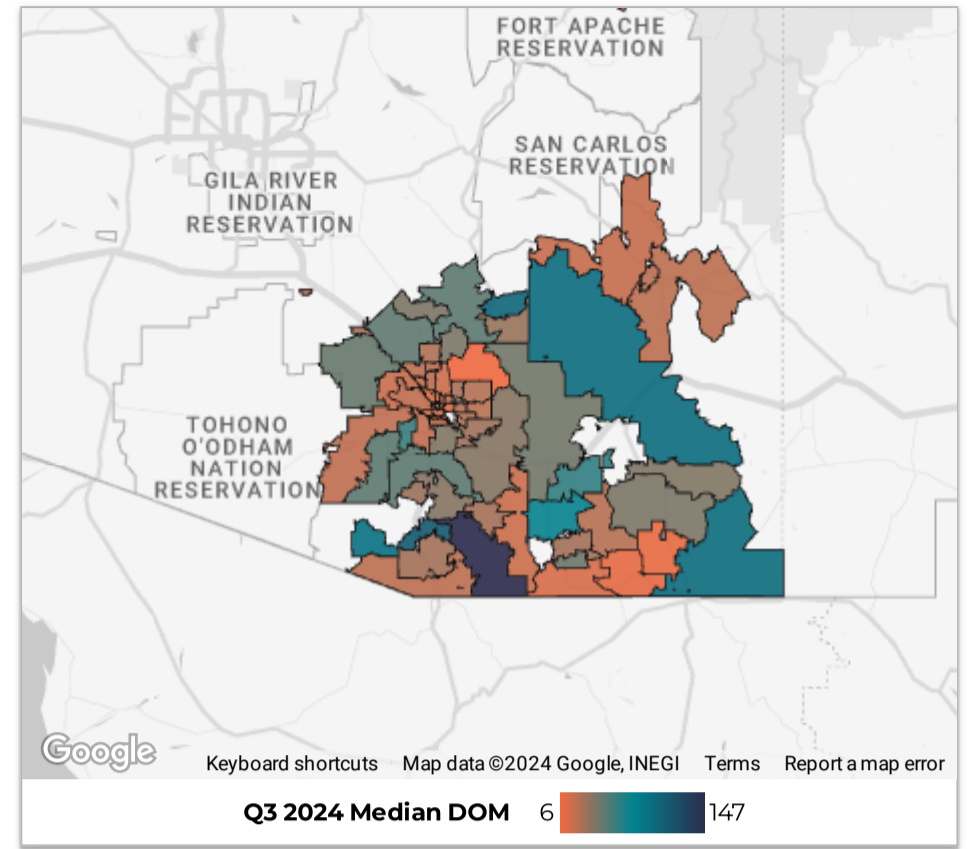 FORT APACHE
RESERVATION
SAN CARLOS
RESERVATION
GILA RIVER
INDIAN
RESERVATION
TOHONO
O'ODHAM
NATION
RESERVATION
Google
Keyboard shortcuts
Map data ©2024 Google, INEGI
Terms
Report a map error
Q3 2024 Median DOM
6
147